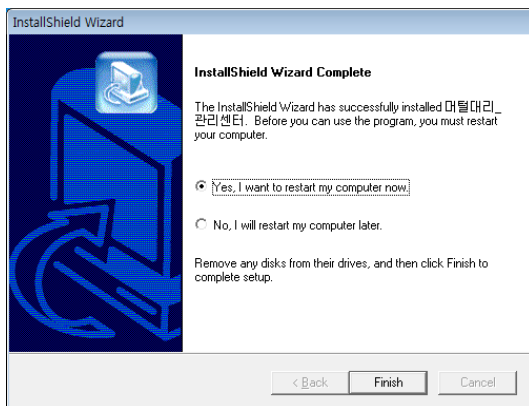 InstallShield Wizard
InstallShield Wizard Complete
The InstallShield Wizard has successfully installed 머털대리_
관리센터. Before you can use the program, you must restart
your computer.
Yes, I want to restart my computer now.
No, I will restart my computer later.
Remove any disks from their drives, and then click Finish to
complete setup.
< Back
Finish
Cancel